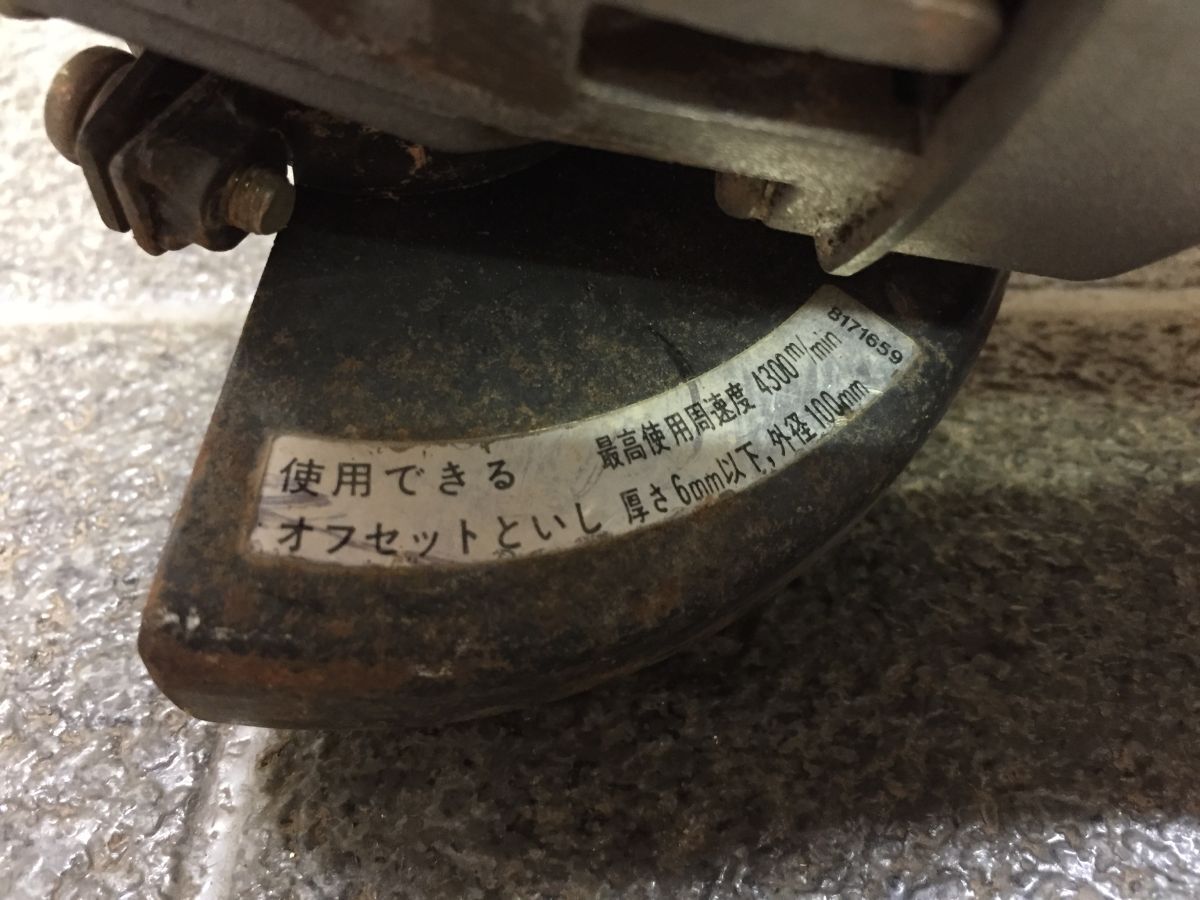 使用できる
オフセットといし
最高使用周速度 4300m/min
厚さ6mm以下,外径100mm
8171659